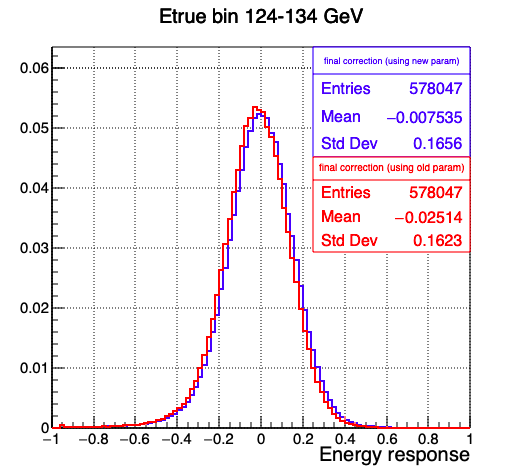 Etrue bin 124-134 GeV
final correction (using new param)
Entries 578047
Mean −0.007535
Std Dev 0.1656
final correction (using old param)
Entries 578047
Mean −0.02514
Std Dev 0.1623
0.06
0.05
0.04
0.03
0.02
0.01
0
−1 −0.8 −0.6 −0.4 −0.2 0 0.2 0.4 0.6 0.8 1
Energy response